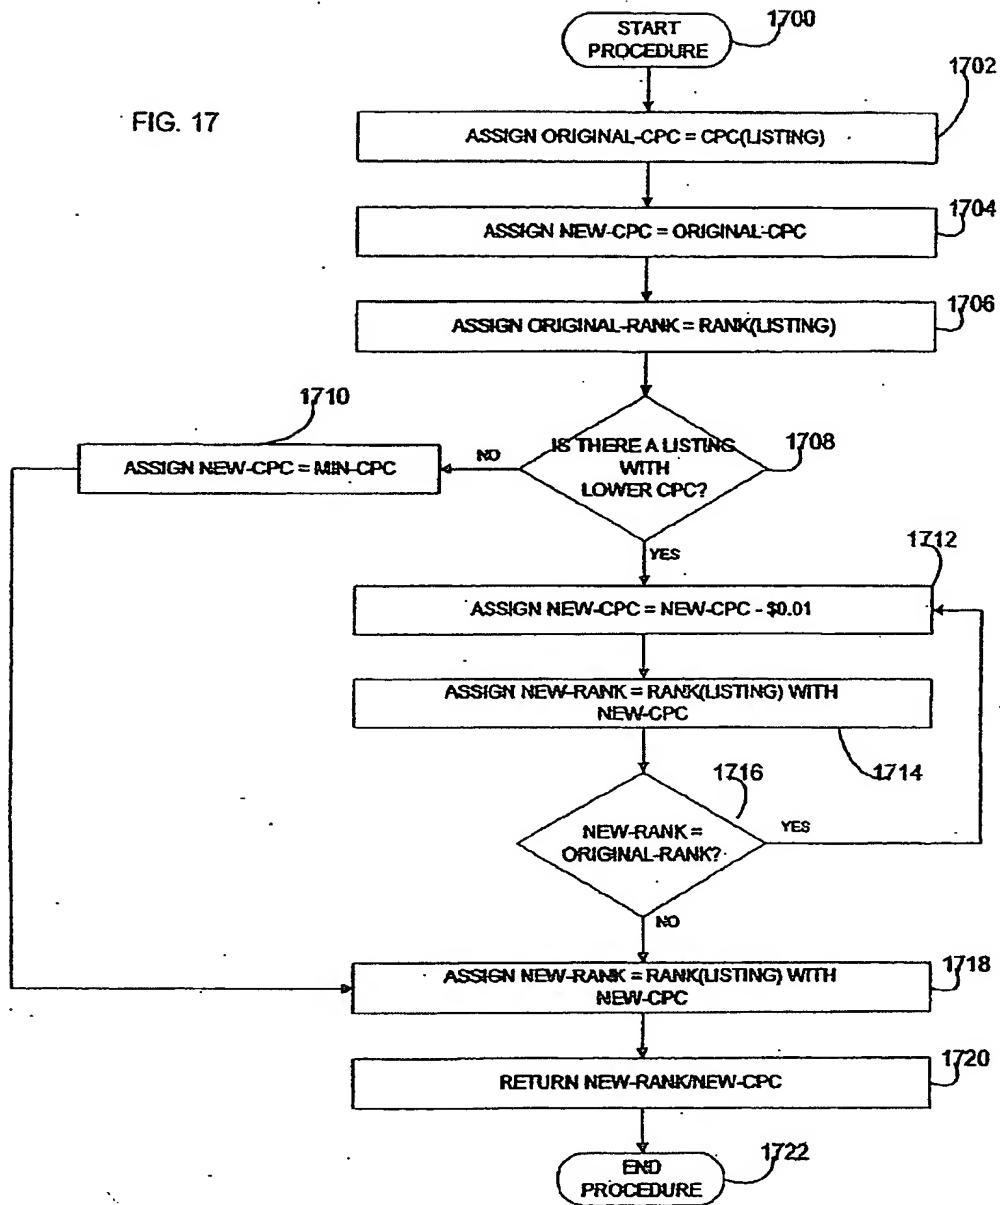 1700
START
PROCEDURE
1702
FIG. 17
ASSIGN ORIGINAL-CPC = CPC(LISTING)
1704
ASSIGN NEW-CPC = ORIGINAL-CPC
1706
ASSIGN ORIGINAL-RANK = RANK(LISTING)
1710
IS THERE A LISTING
WITH
LOWER CPC?
1708
NO
ASSIGN NEW-CPC = MIN-CPC
YES
1712
ASSIGN NEW-CPC = NEW-CPC - $0.01
ASSIGN NEW-RANK = RANK(LISTING) WITH
NEW-CPC
1714
1716
NEW-RANK =
ORIGINAL-RANK?
YES
NO
ASSIGN NEW-RANK = RANK(LISTING) WITH
NEW-CPC
1718
RETURN NEW-RANK/NEW-CPC
1720
END
PROCEDURE
1722